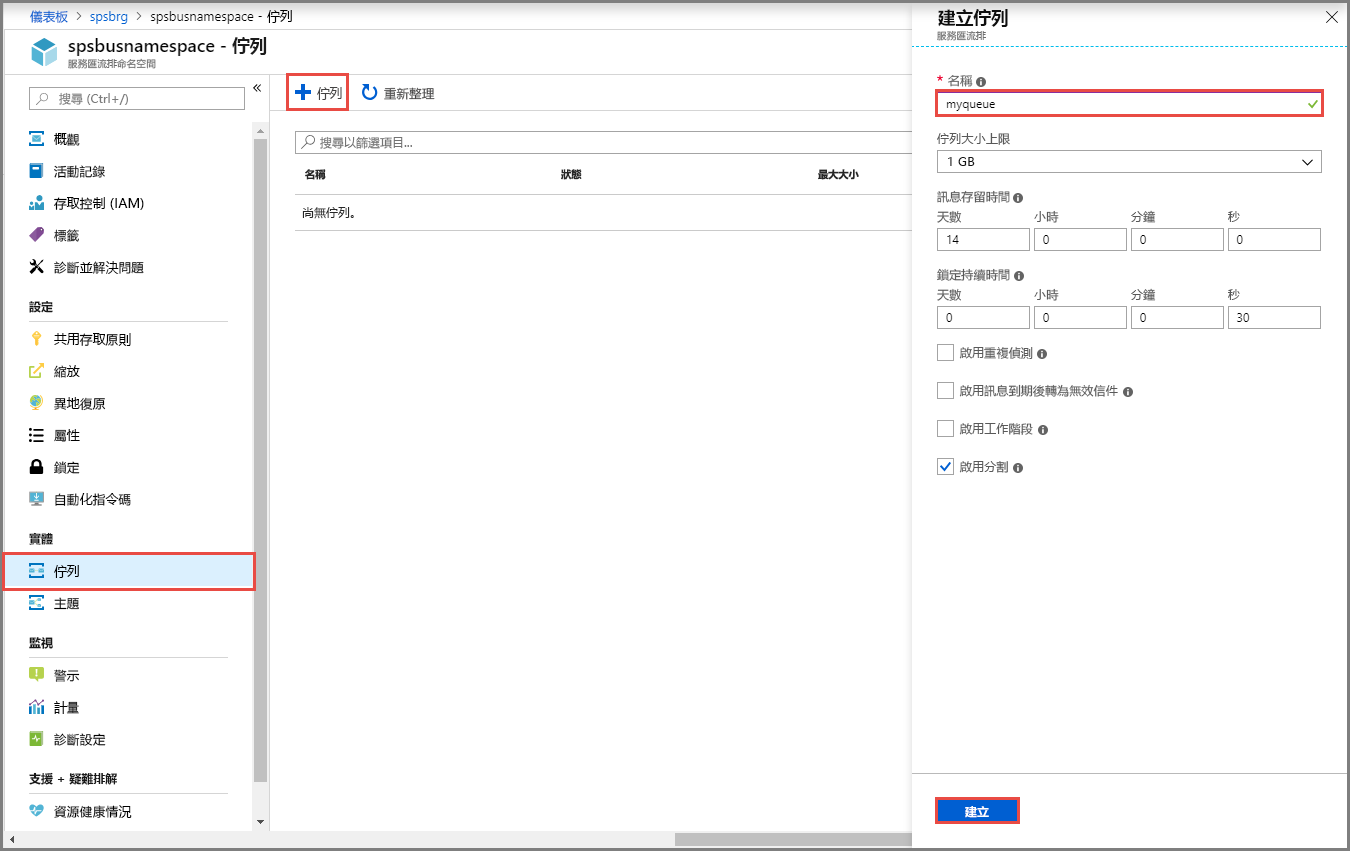 儀表板 > spsbrg > spsbusnamespace - 佇列
spsbusnamespace - 佇列
服務匯流排命名空間
搜尋 (Ctrl+/)
«
概觀
活動記錄
存取控制 (IAM)
標籤
診斷並解決問題
設定
共用存取原則
縮放
異地復原
屬性
鎖定
自動化指令碼
實體
佇列
主題
監視
警示
計量
診斷設定
支援 + 疑難排解
資源健康情況
佇列
重新整理
搜尋以篩選項目...
名稱 狀態 最大大小
尚無佇列。
建立佇列
服務匯流排
* 名稱
myqueue
佇列大小上限
1 GB
訊息存留時間
天數 小時 分鐘 秒
14 0 0 0
鎖定持續時間
天數 小時 分鐘 秒
0 0 0 30
啟用重複偵測
啟用訊息到期後轉為無效信件
啟用工作階段
啟用分割
建立